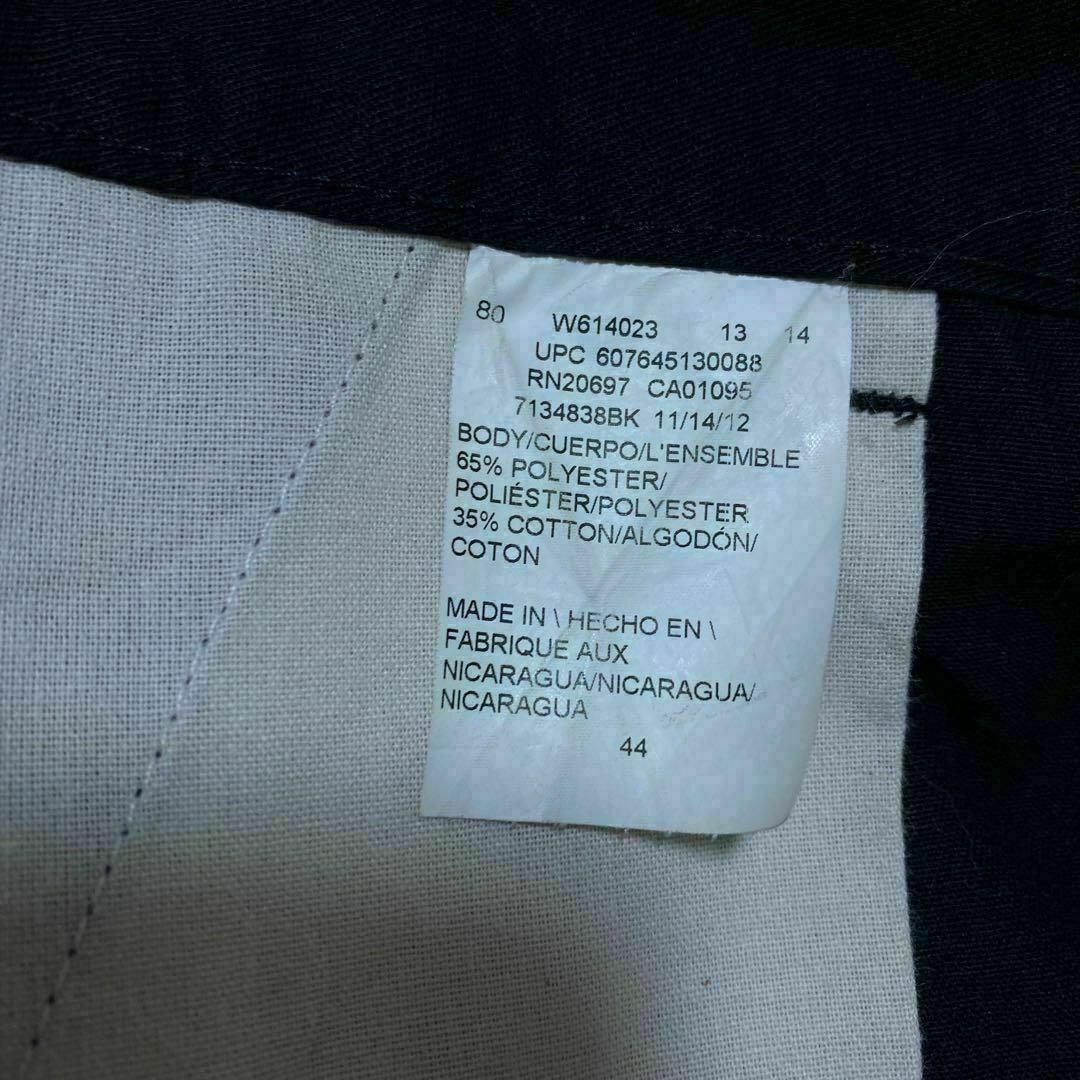 80 W614023 13 14
UPC 607645130088
RN20697 CA01095
7134838BK 11/14/12
BODY/CUERPO/L'ENSEMBLE
65% POLYESTER/
POLIÉSTER/POLYESTER
35% COTTON/ALGODÓN/
COTON
MADE IN \ HECHO EN \
FABRIQUE AUX
NICARAGUA/NICARAGUA/
NICARAGUA
44